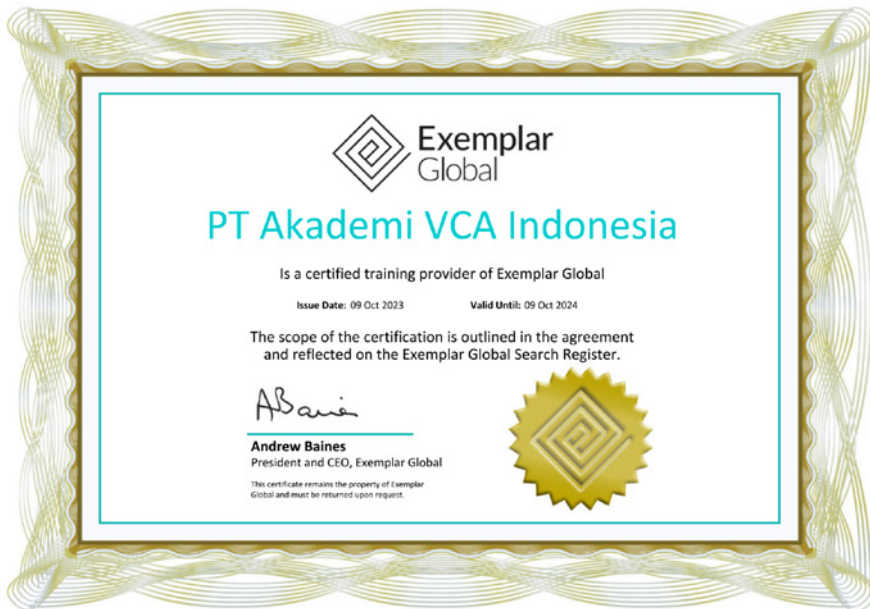 Exemplar
Global
PT Akademi VCA Indonesia
Is a certified training provider of Exemplar Global
Issue Date: 09 Oct 2023 Valid Until: 09 Oct 2024
The scope of the certification is outlined in the agreement
and reflected on the Exemplar Global Search Register.
ABaines
Andrew Baines
President and CEO, Exemplar Global
This certificate remains the property of Exemplar
Global and must be returned upon request.